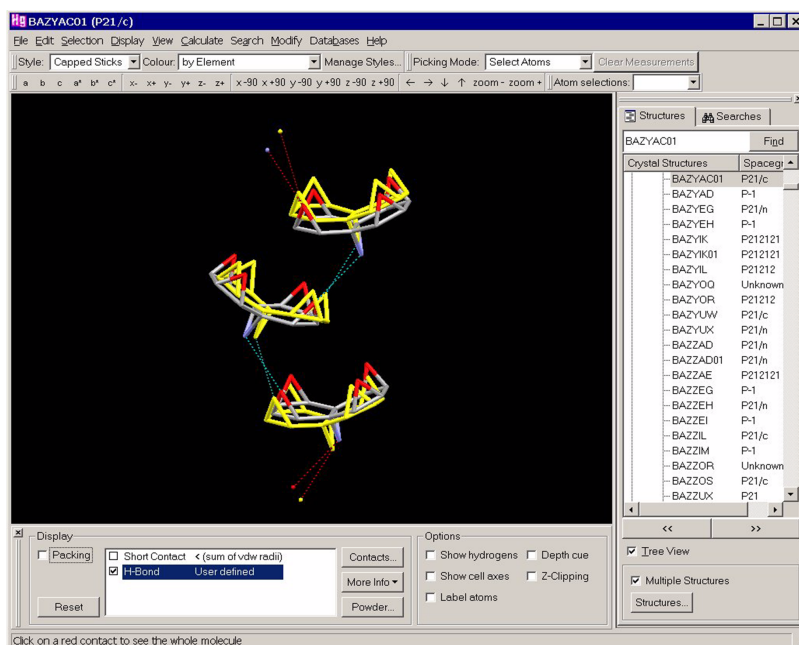 Hg BAZYAC01 (P21/c)
File Edit Selection Display View Calculate Search Modify Databases Help
Style: Capped Sticks Colour: by Element Manage Styles... Picking Mode: Select Atoms Clear Measurements
a b c a* b* c* x- x+ y- y+ z- z+ x-90 x+90 y-90 y+90 z-90 z+90 ← → ↓ ↑ zoom- zoom+ Atom selections:
Structures Searches
BAZYAC01 Find
Crystal Structures Spacegr
BAZYAC01 P21/c
BAZYAD P-1
BAZYEG P21/n
BAZYEH P-1
BAZYIK P212121
BAZYIK01 P212121
BAZYIL P21212
BAZYOQ Unknown
BAZYOR P21212
BAZYUW P21/c
BAZYUX P21/n
BAZZAD P21/n
BAZZAD01 P21/n
BAZZAE P212121
BAZZEG P-1
BAZZEH P21/n
BAZZEI P-1
BAZZIL P21/c
BAZZIM P-1
BAZZOR Unknown
BAZZOS P21/c
BAZZUX P21
<< >>
Tree View
Multiple Structures
Structures...
Display
Packing
Short Contact < (sum of vdw radii)
H-Bond User defined
Reset
Contacts...
More Info
Powder...
Options
Show hydrogens Depth cue
Show cell axes Z-Clipping
Label atoms
Click on a red contact to see the whole molecule